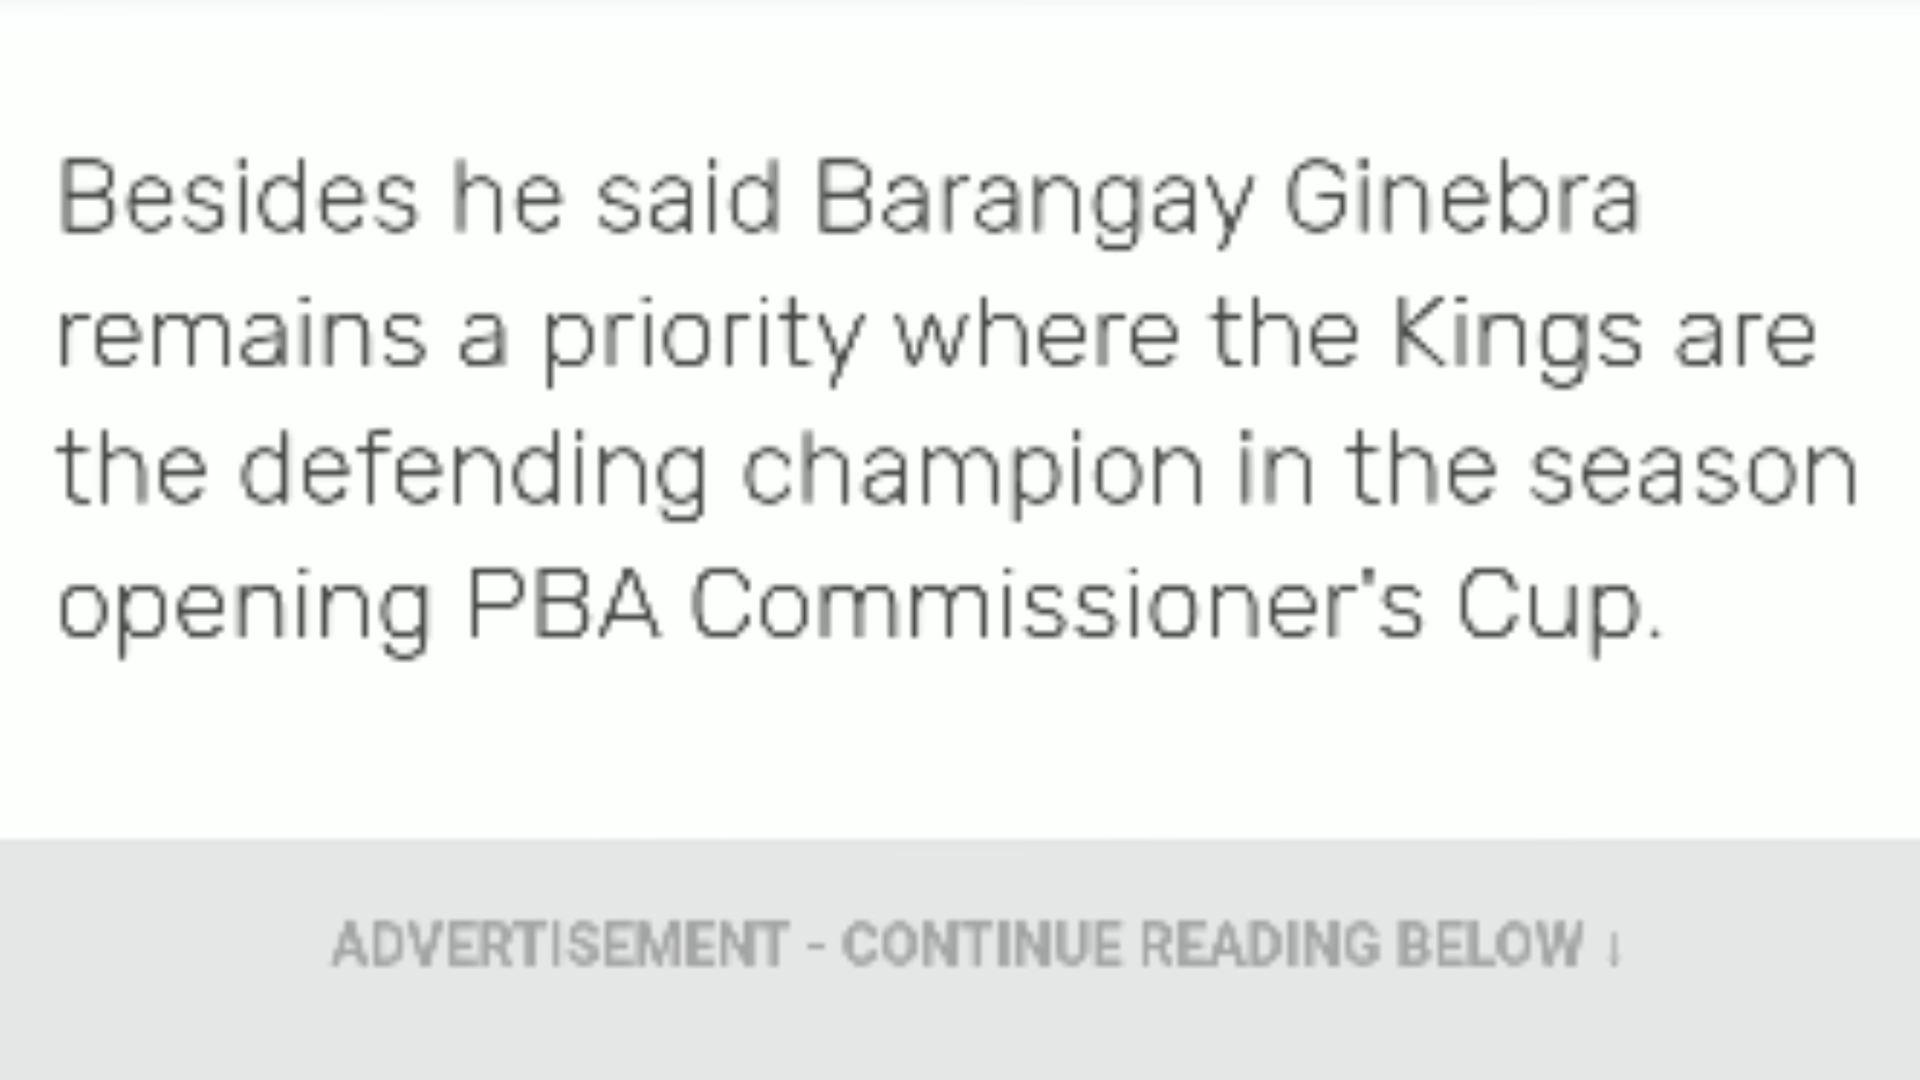 Besides he said Barangay Ginebra
remains a priority where the Kings are
the defending champion in the season
opening PBA Commissioner's Cup.
ADVERTISEMENT - CONTINUE READING BELOW ↓